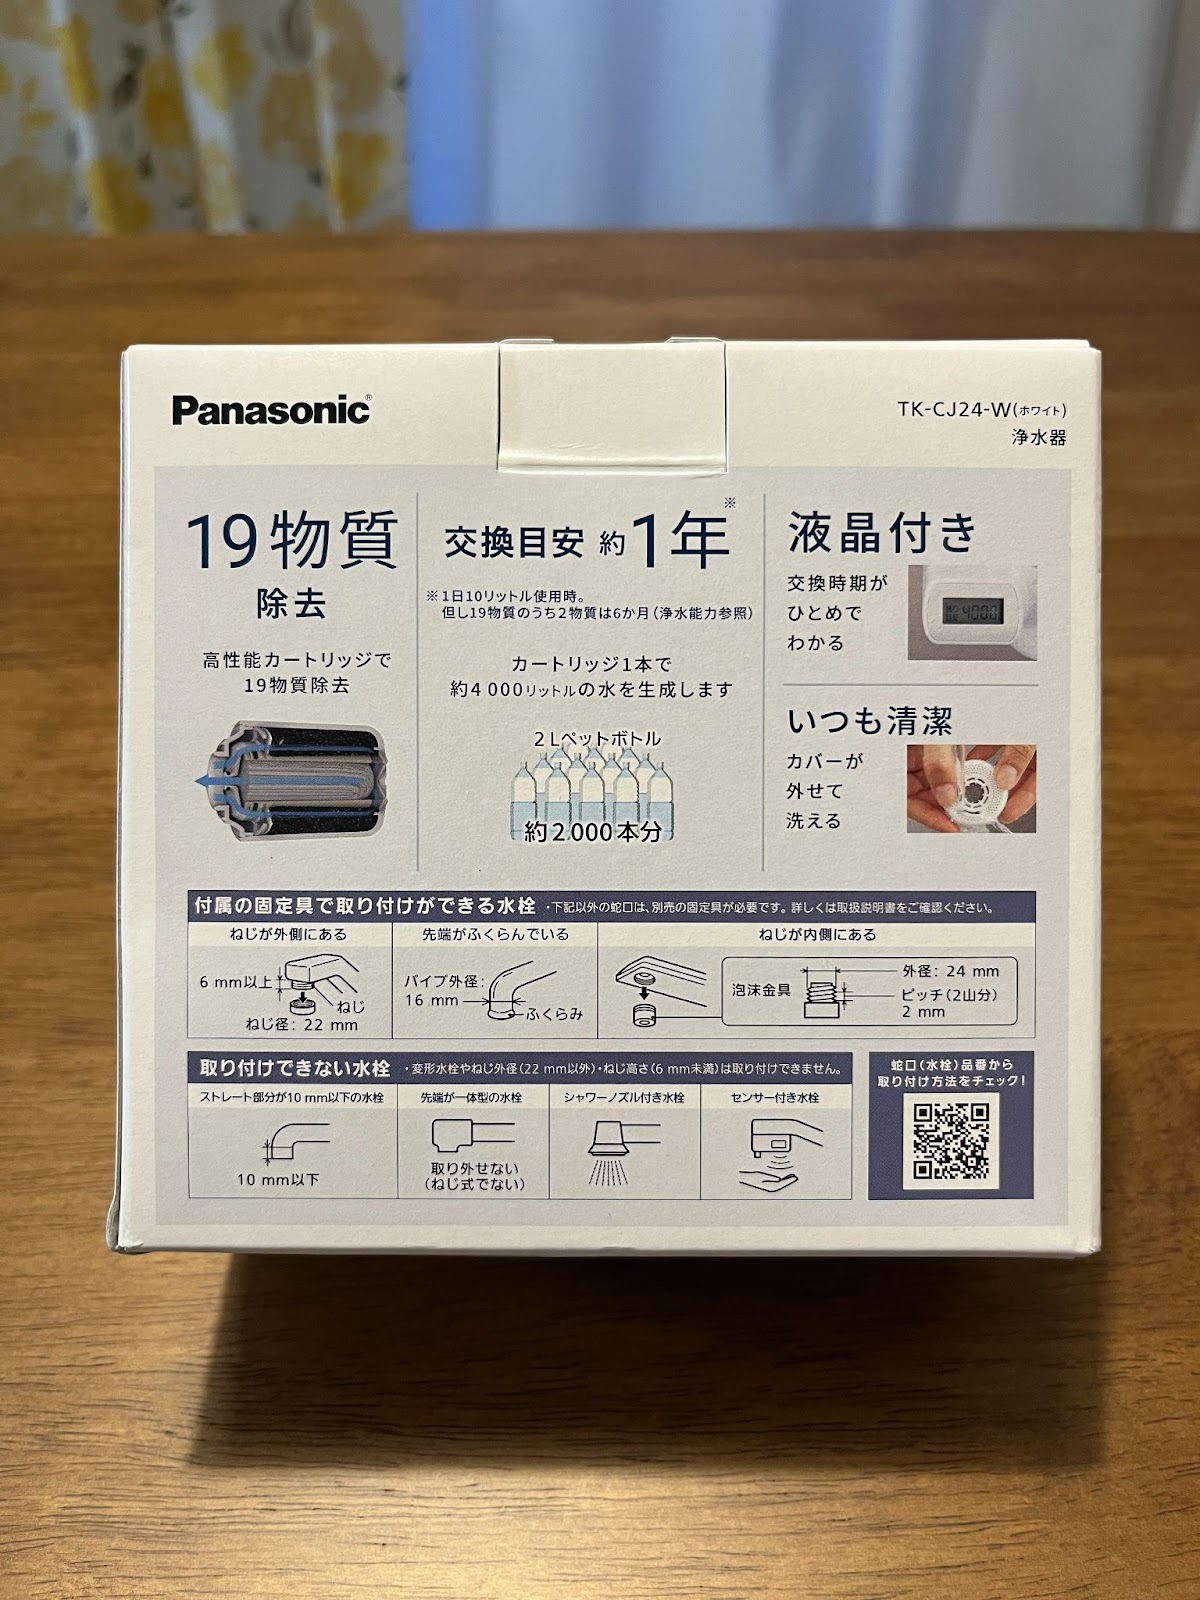 Panasonic®
TK-CJ24-W(ホワイト)
浄水器
19物質
除去
高性能カートリッジで
19物質除去
交換目安 約1年※
※1日10リットル使用時。
但し19物質のうち2物質は6か月(浄水能力参照)
カートリッジ1本で
約4 000リットルの水を生成します
2Lペットボトル
約2 000本分
液晶付き
交換時期が
ひとめで
わかる
4000
いつも清潔
カバーが
外せて
洗える
付属の固定具で取り付けができる水栓 ・下記以外の蛇口は、別売の固定具が必要です。詳しくは取扱説明書をご確認ください。
ねじが外側にある
6 mm以上
ねじ
ねじ径: 22 mm
先端がふくらんでいる
パイプ外径:
16 mm
ふくらみ
ねじが内側にある
泡沫金具
外径: 24 mm
ピッチ(2山分)
2 mm
取り付けできない水栓 ・変形水栓やねじ外径(22 mm以外)・ねじ高さ(6 mm未満)は取り付けできません。
ストレート部分が10 mm以下の水栓
10 mm以下
先端が一体型の水栓
取り外せない
(ねじ式でない)
シャワーノズル付き水栓
センサー付き水栓
蛇口(水栓)品番から
取り付け方法をチェック!